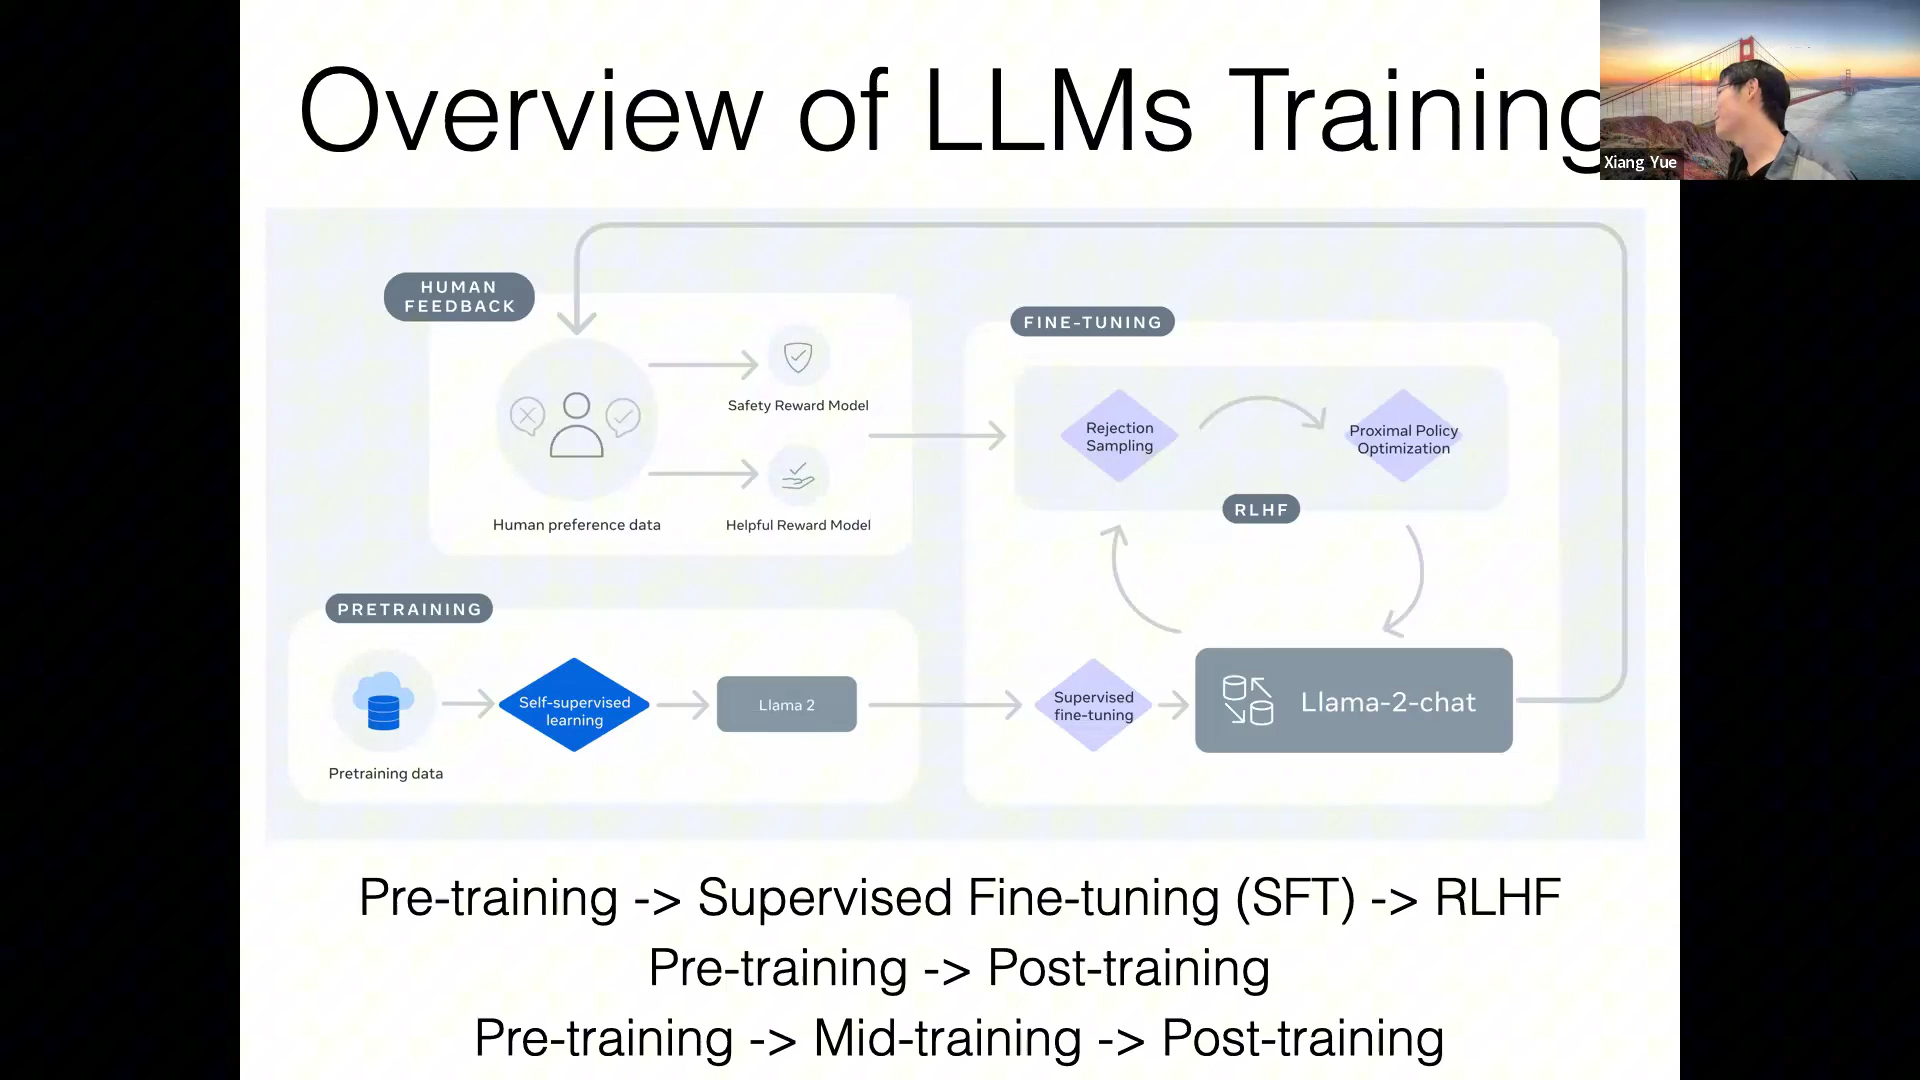 Overview of LLMs Training
Xiang Yue
HUMAN
FEEDBACK
Safety Reward Model
Human preference data
Helpful Reward Model
FINE-TUNING
Rejection
Sampling
Proximal Policy
Optimization
RLHF
PRETRAINING
Self-supervised
learning
Llama 2
Pretraining data
Supervised
fine-tuning
Llama-2-chat
Pre-training -> Supervised Fine-tuning (SFT) -> RLHF
Pre-training -> Post-training
Pre-training -> Mid-training -> Post-training